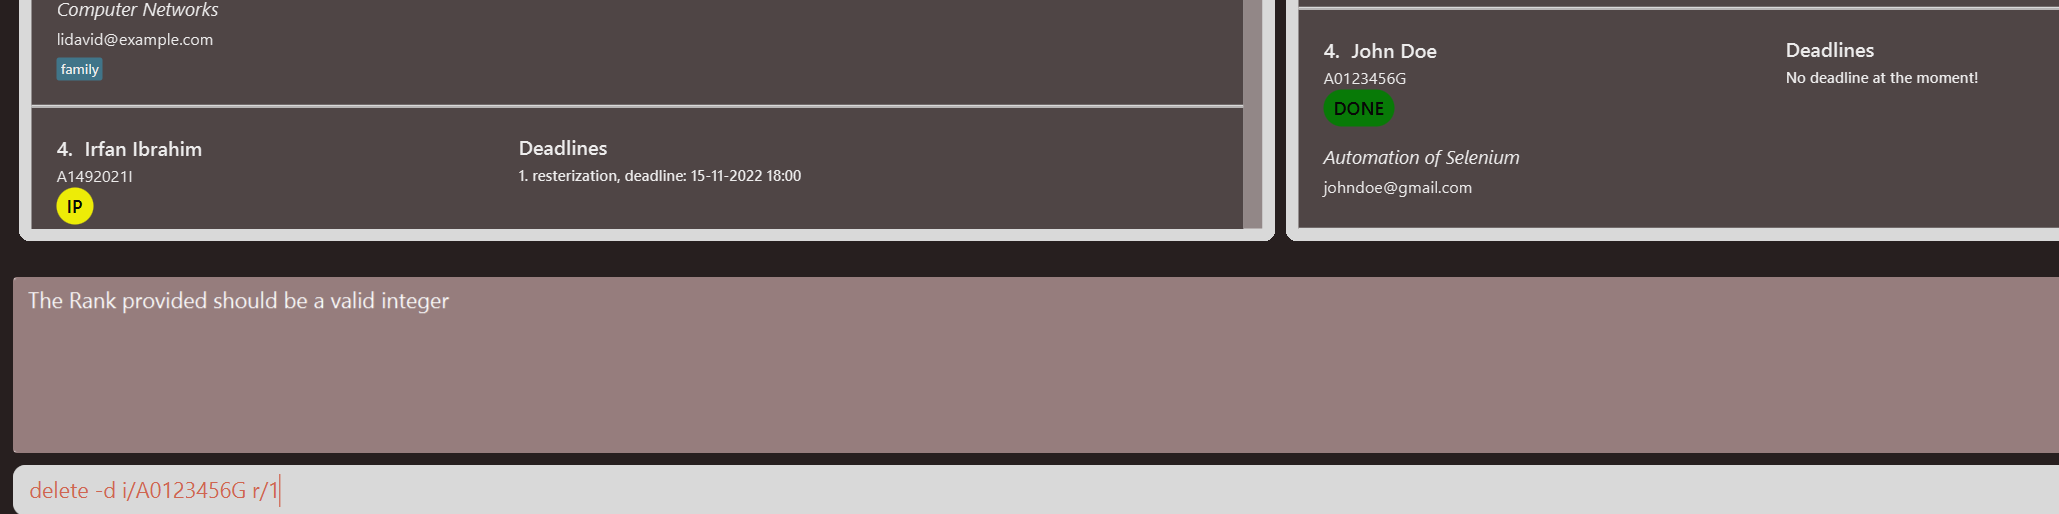 Computer Networks
lidavid@example.com
family
4. Irfan Ibrahim
A1492021I
IP
Deadlines
1. resterization, deadline: 15-11-2022 18:00
4. John Doe
A0123456G
DONE
Automation of Selenium
johndoe@gmail.com
Deadlines
No deadline at the moment!
The Rank provided should be a valid integer
delete -d i/A0123456G r/1